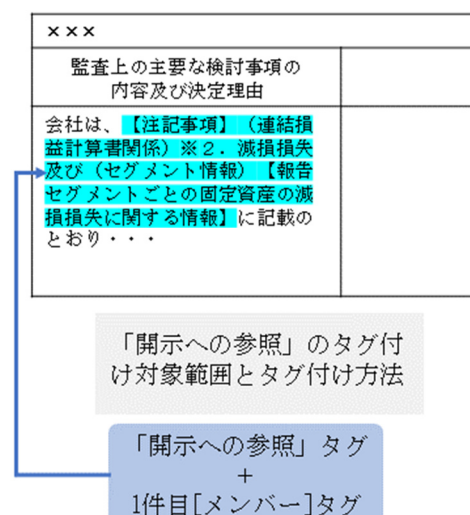 ×××
監査上の主要な検討事項の
内容及び決定理由
会社は、【注記事項】（連結損
益計算書関係）※２．減損損失
及び（セグメント情報）【報告
セグメントごとの固定資産の減
損損失に関する情報】に記載の
とおり・・・
「開示への参照」のタグ付
け対象範囲とタグ付け方法
「開示への参照」タグ
+
1件目[メンバー]タグ